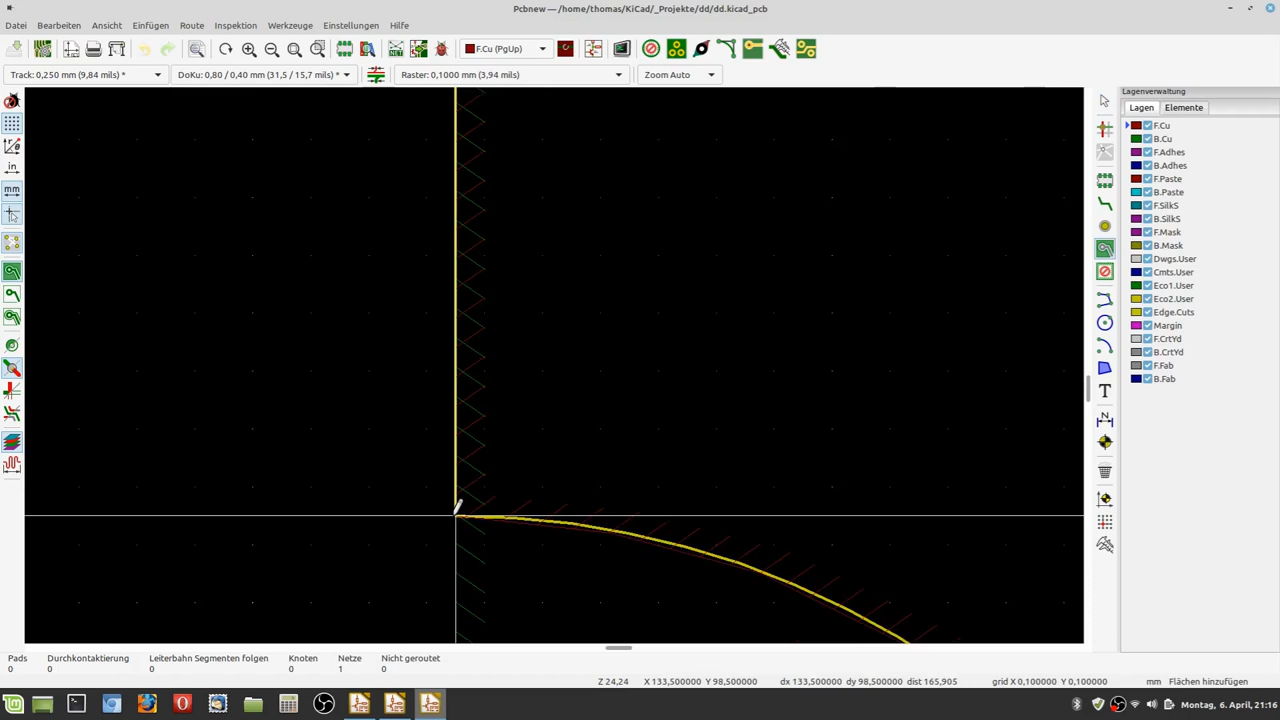 Pcbnew — /home/thomas/KiCad/_Projekte/dd/dd.kicad_pcb
Datei Bearbeiten Ansicht Einfügen Route Inspektion Werkzeuge Einstellungen Hilfe
NET F.Cu (PgUp)
Track: 0,250 mm (9,84 mils) * DoKu: 0,80 / 0,40 mm (31,5 / 15,7 mils) * Raster: 0,1000 mm (3,94 mils) Zoom Auto
Lagenverwaltung
Lagen Elemente
F.Cu
B.Cu
F.Adhes
B.Adhes
F.Paste
B.Paste
F.SilkS
B.SilkS
F.Mask
B.Mask
Dwgs.User
Cmts.User
Eco1.User
Eco2.User
Edge.Cuts
Margin
F.CrtYd
B.CrtYd
F.Fab
B.Fab
in
mm
T
N
Pads Durchkontaktierung Leiterbahn Segmenten folgen Knoten Netze Nicht geroutet
0 0 0 0 1 0
Z 24,24 X 133,500000 Y 98,500000 dx 133,500000 dy 98,500000 dist 165,905 grid X 0,100000 Y 0,100000 mm Flächen hinzufügen
Montag, 6. April, 21:16